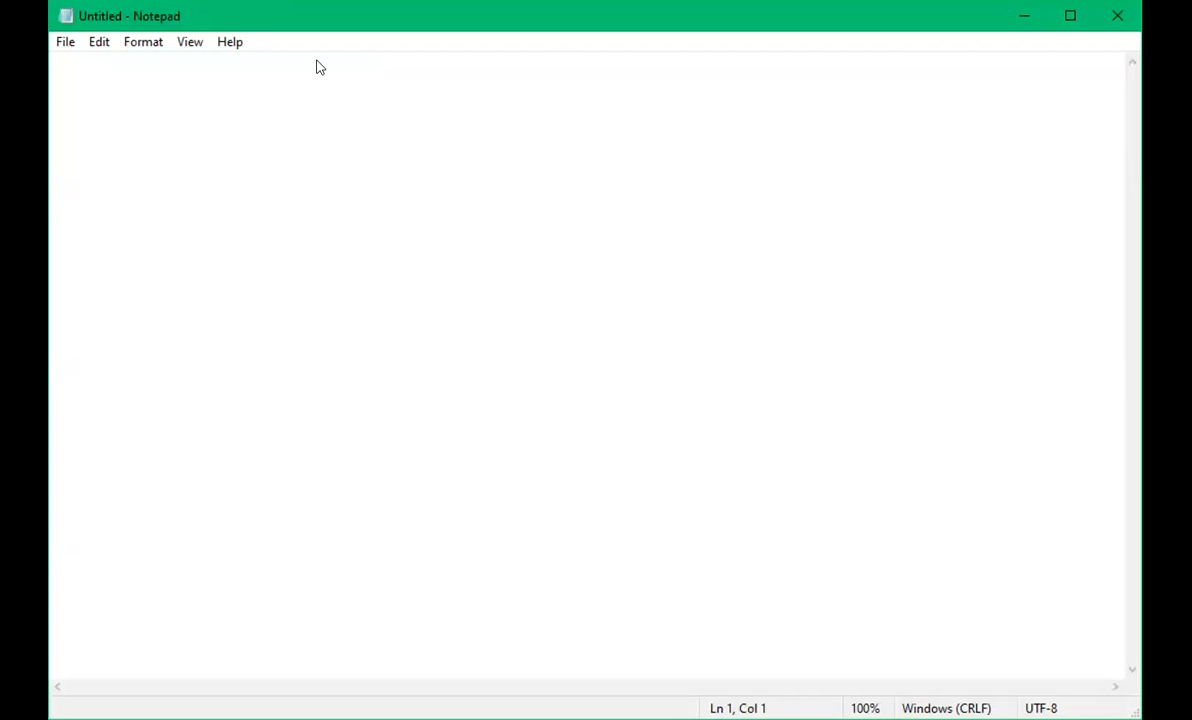 Untitled - Notepad
File Edit Format View Help
Ln 1, Col 1 100% Windows (CRLF) UTF-8